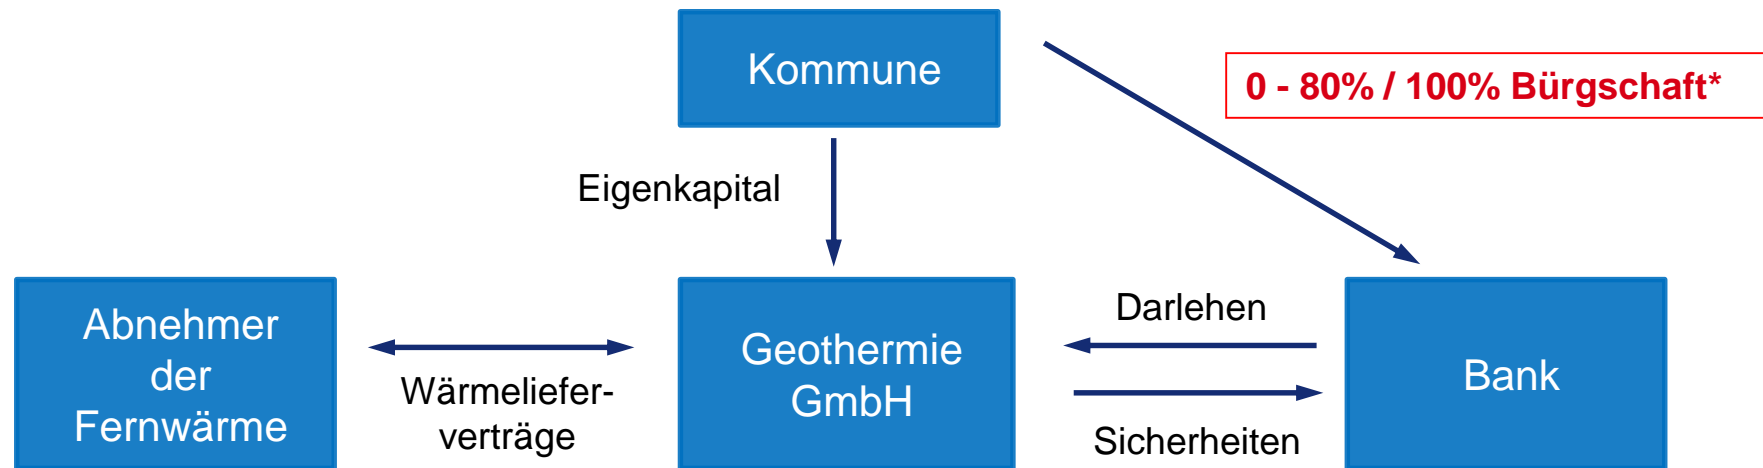 Kommune
0 - 80% / 100% Bürgschaft*
Eigenkapital
Abnehmer
der
Fernwärme
Wärmeliefer-
verträge
Geothermie
GmbH
Darlehen
Sicherheiten
Bank